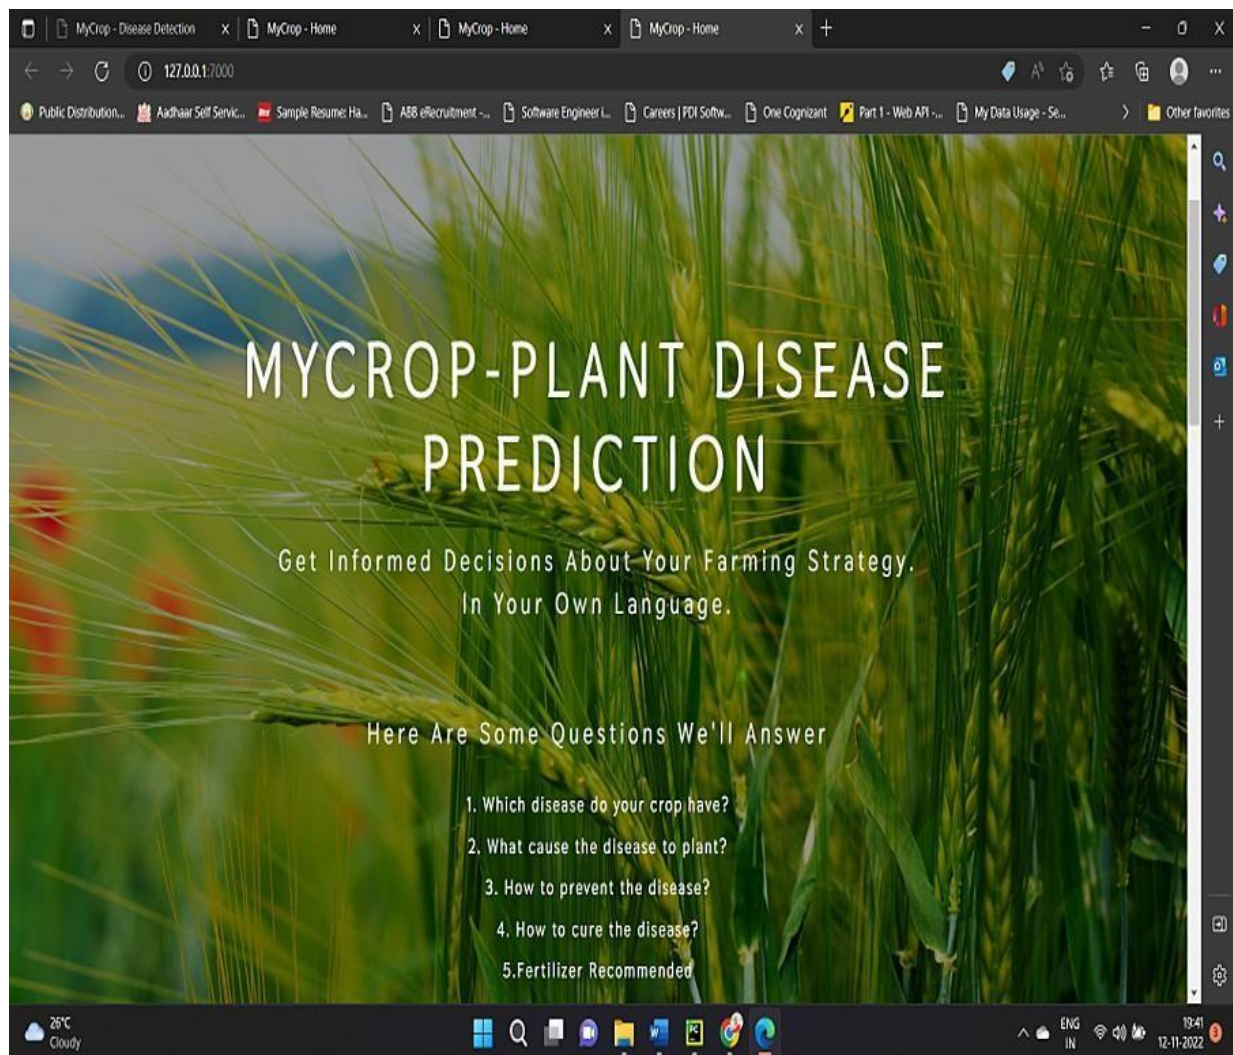 MyCrop - Disease Detection
MyCrop - Home
MyCrop - Home
MyCrop - Home
127.0.0.1:7000
Public Distribution...
Aadhaar Self Servic...
Sample Resume: Ha...
ABB eRecruitment -...
Software Engineer i...
Careers | PDI Softw...
One Cognizant
Part 1 - Web API -...
My Data Usage - Se...
Other favorites
MYCROP-PLANT DISEASE
PREDICTION
Get Informed Decisions About Your Farming Strategy.
In Your Own Language.
Here Are Some Questions We'll Answer
1. Which disease do your crop have?
2. What cause the disease to plant?
3. How to prevent the disease?
4. How to cure the disease?
5.Fertilizer Recommended
26°C
Cloudy
ENG
IN
19:41
12-11-2022
3